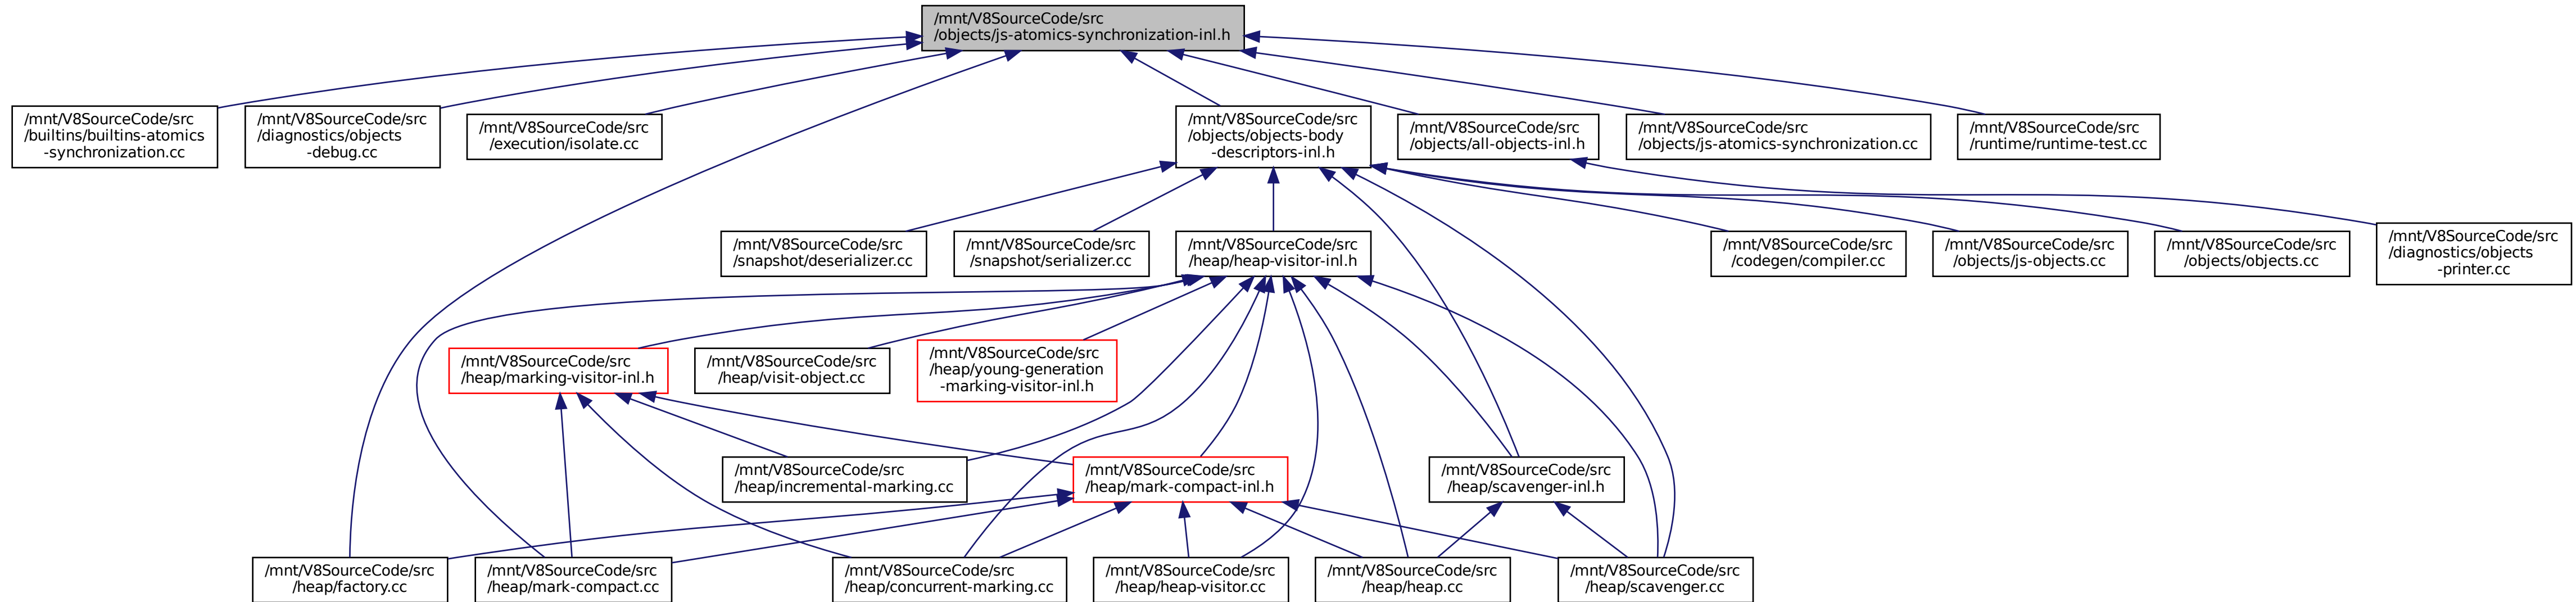 /mnt/V8SourceCode/src
/objects/js-atomics-synchronization-inl.h
/mnt/V8SourceCode/src
/builtins/builtins-atomics
-synchronization.cc
/mnt/V8SourceCode/src
/diagnostics/objects
-debug.cc
/mnt/V8SourceCode/src
/execution/isolate.cc
/mnt/V8SourceCode/src
/objects/objects-body
-descriptors-inl.h
/mnt/V8SourceCode/src
/objects/all-objects-inl.h
/mnt/V8SourceCode/src
/objects/js-atomics-synchronization.cc
/mnt/V8SourceCode/src
/runtime/runtime-test.cc
/mnt/V8SourceCode/src
/snapshot/deserializer.cc
/mnt/V8SourceCode/src
/snapshot/serializer.cc
/mnt/V8SourceCode/src
/heap/heap-visitor-inl.h
/mnt/V8SourceCode/src
/codegen/compiler.cc
/mnt/V8SourceCode/src
/objects/js-objects.cc
/mnt/V8SourceCode/src
/objects/objects.cc
/mnt/V8SourceCode/src
/diagnostics/objects
-printer.cc
/mnt/V8SourceCode/src
/heap/marking-visitor-inl.h
/mnt/V8SourceCode/src
/heap/visit-object.cc
/mnt/V8SourceCode/src
/heap/young-generation
-marking-visitor-inl.h
/mnt/V8SourceCode/src
/heap/incremental-marking.cc
/mnt/V8SourceCode/src
/heap/mark-compact-inl.h
/mnt/V8SourceCode/src
/heap/scavenger-inl.h
/mnt/V8SourceCode/src
/heap/factory.cc
/mnt/V8SourceCode/src
/heap/mark-compact.cc
/mnt/V8SourceCode/src
/heap/concurrent-marking.cc
/mnt/V8SourceCode/src
/heap/heap-visitor.cc
/mnt/V8SourceCode/src
/heap/heap.cc
/mnt/V8SourceCode/src
/heap/scavenger.cc